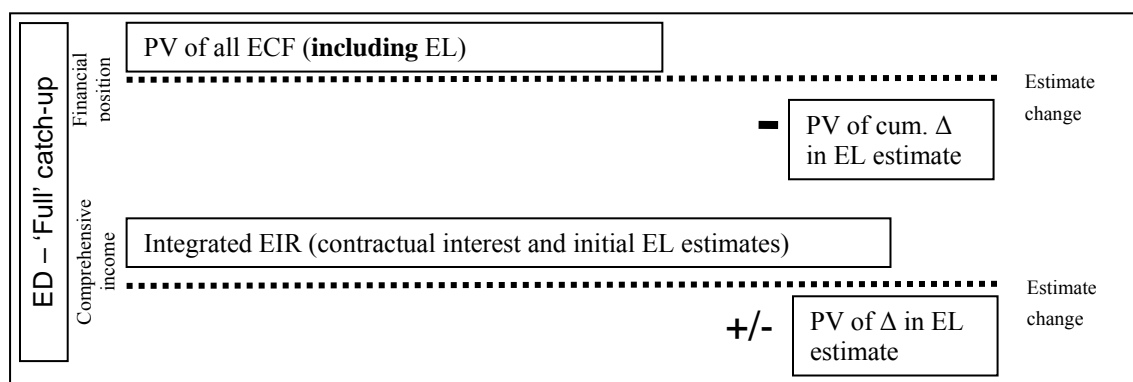 ED – 'Full' catch-up
Financial
position
PV of all ECF (including EL)
Estimate
change
- PV of cum. Δ
in EL estimate
Comprehensive
income
Integrated EIR (contractual interest and initial EL estimates)
Estimate
change
+/- PV of Δ in EL
estimate